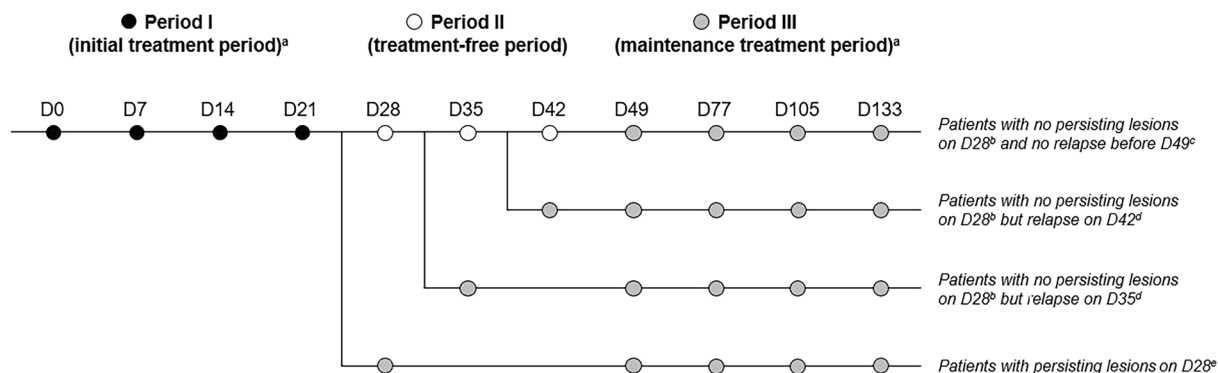 Period I
(initial treatment period)ᵃ
Period II
(treatment-free period)
Period III
(maintenance treatment period)ᵃ
D0 D7 D14 D21 D28 D35 D42 D49 D77 D105 D133
Patients with no persisting lesions
on D28ᵇ and no relapse before D49ᶜ
Patients with no persisting lesions
on D28ᵇ but relapse on D42ᵈ
Patients with no persisting lesions
on D28ᵇ but relapse on D35ᵈ
Patients with persisting lesions on D28ᵉ